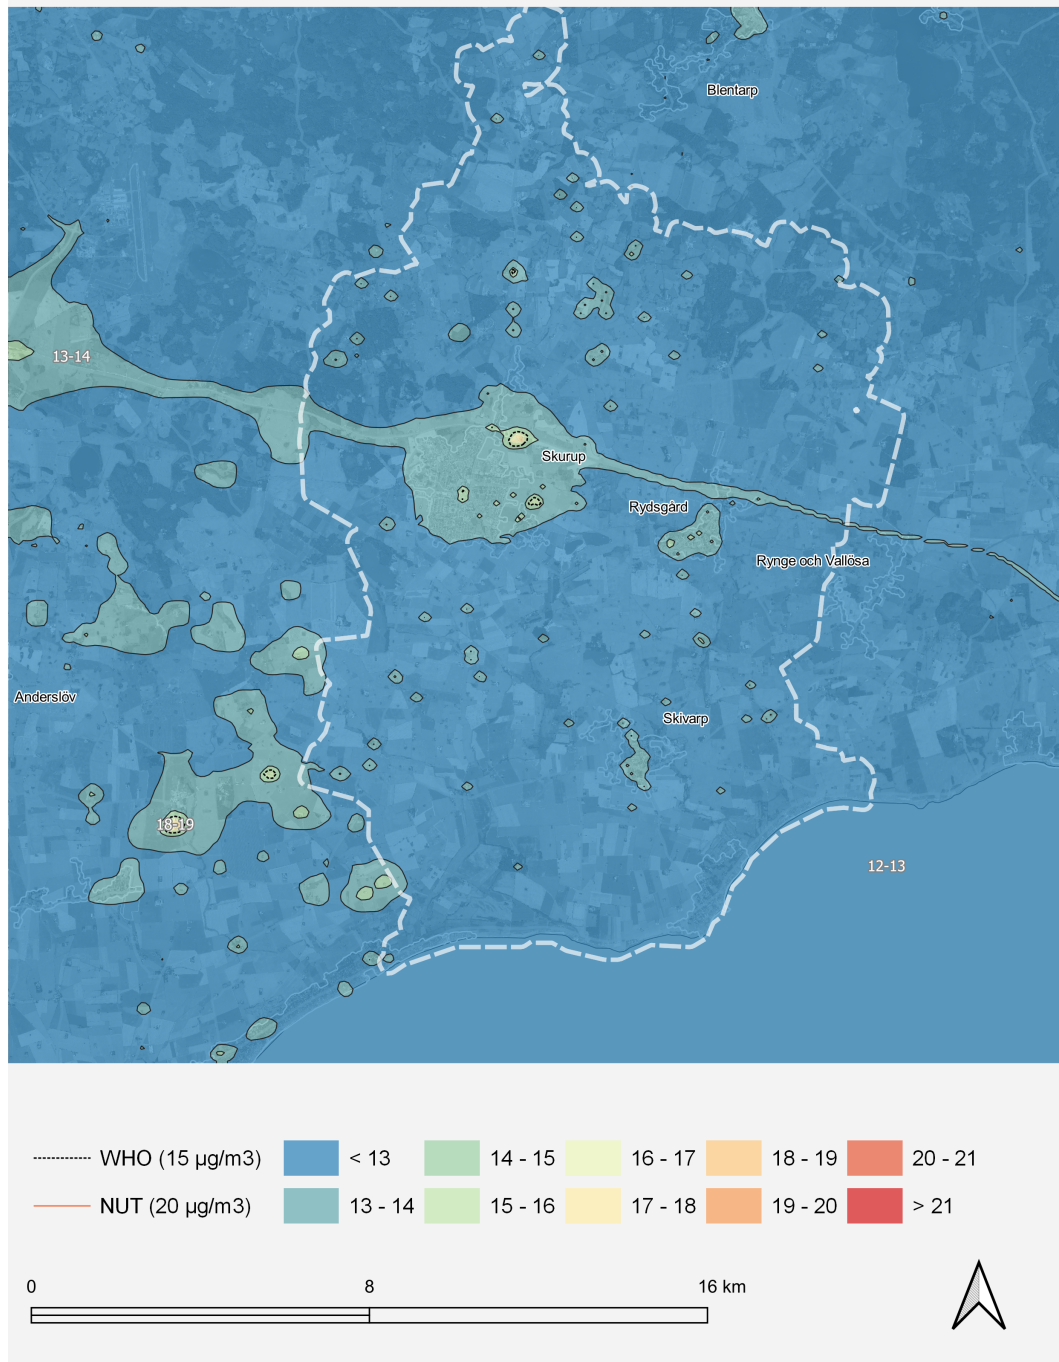 Blentarp
13-14
Skurup
Rydsgård
Rynge och Vallösa
Anderslöv
Skivarp
18-19
12-13
WHO (15 µg/m3)
< 13
14 - 15
16 - 17
18 - 19
20 - 21
NUT (20 µg/m3)
13 - 14
15 - 16
17 - 18
19 - 20
> 21
0
8
16 km